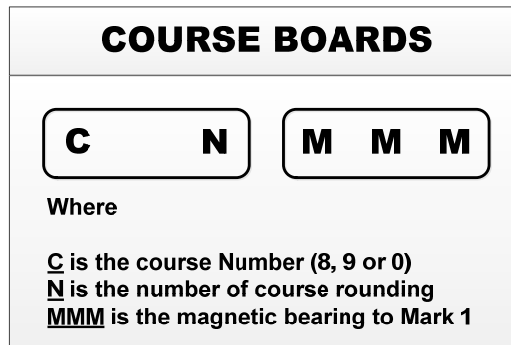 COURSE BOARDS
C N M M M
Where
C is the course Number (8, 9 or 0)
N is the number of course rounding
MMM is the magnetic bearing to Mark 1